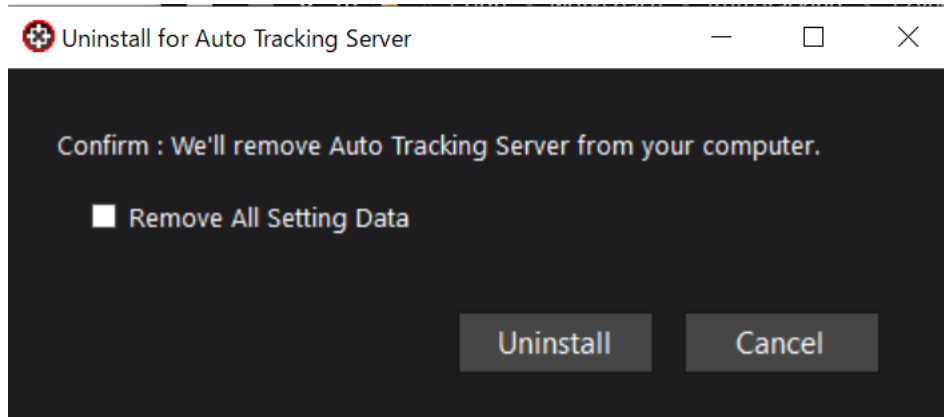 Uninstall for Auto Tracking Server
Confirm : We'll remove Auto Tracking Server from your computer.
Remove All Setting Data
Uninstall
Cancel